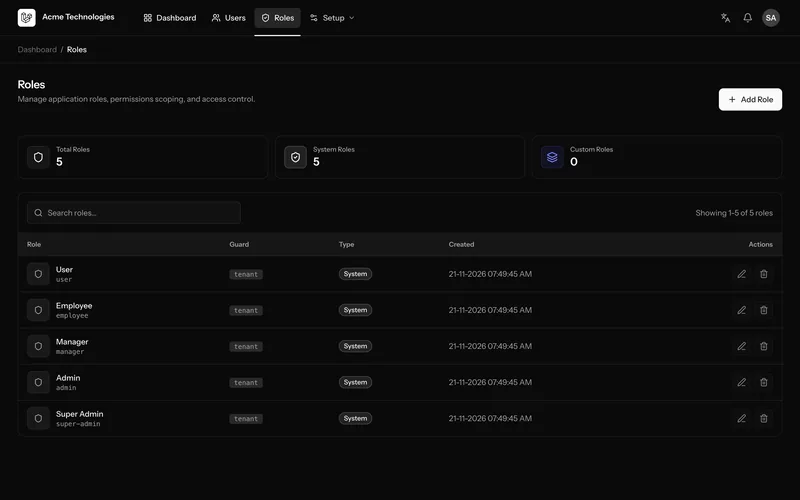 Acme Technologies
Dashboard
Users
Roles
Setup
SA
Dashboard / Roles
Roles
Manage application roles, permissions scoping, and access control.
+ Add Role
Total Roles
5
System Roles
5
Custom Roles
0
Search roles...
Showing 1–5 of 5 roles
Role Guard Type Created Actions
User
user
tenant System 21-11-2026 07:49:45 AM
Employee
employee
tenant System 21-11-2026 07:49:45 AM
Manager
manager
tenant System 21-11-2026 07:49:45 AM
Admin
admin
tenant System 21-11-2026 07:49:45 AM
Super Admin
super-admin
tenant System 21-11-2026 07:49:45 AM